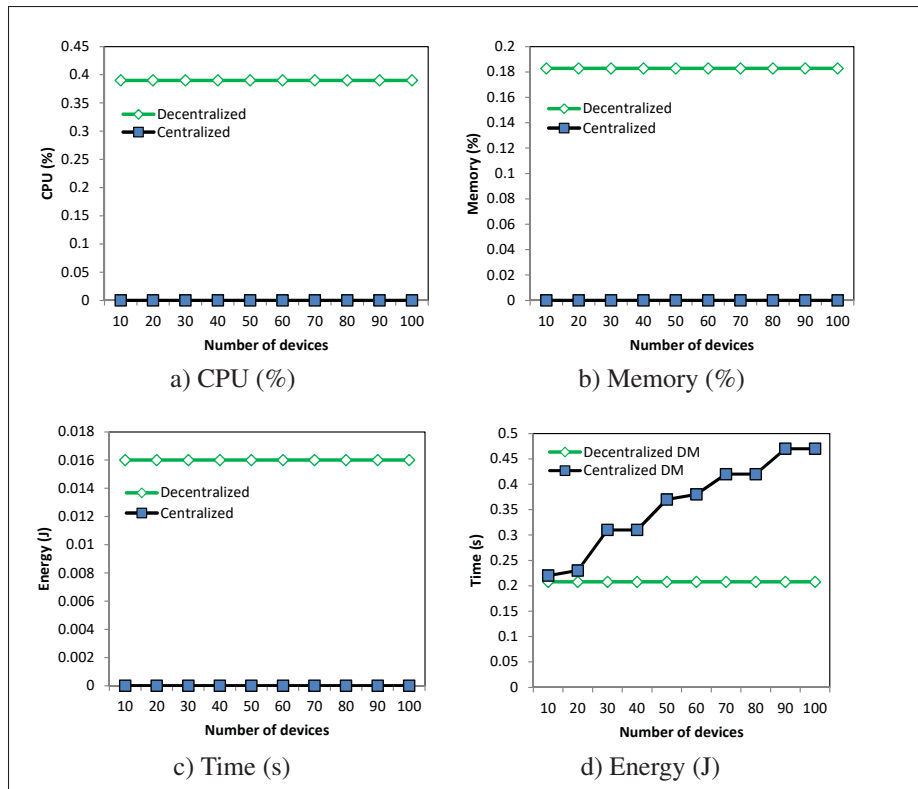 0.45
0.4
0.35
0.3
0.25
0.2
0.15
0.1
0.05
0
CPU (%)
Decentralized
Centralized
10 20 30 40 50 60 70 80 90 100
Number of devices
a) CPU (%)
0.2
0.18
0.16
0.14
0.12
0.1
0.08
0.06
0.04
0.02
0
Memory (%)
Decentralized
Centralized
10 20 30 40 50 60 70 80 90 100
Number of devices
b) Memory (%)
0.018
0.016
0.014
0.012
0.01
0.008
0.006
0.004
0.002
0
Energy (J)
Decentralized
Centralized
10 20 30 40 50 60 70 80 90 100
Number of devices
c) Time (s)
0.5
0.45
0.4
0.35
0.3
0.25
0.2
0.15
0.1
0.05
0
Time (s)
Decentralized DM
Centralized DM
10 20 30 40 50 60 70 80 90 100
Number of devices
d) Energy (J)